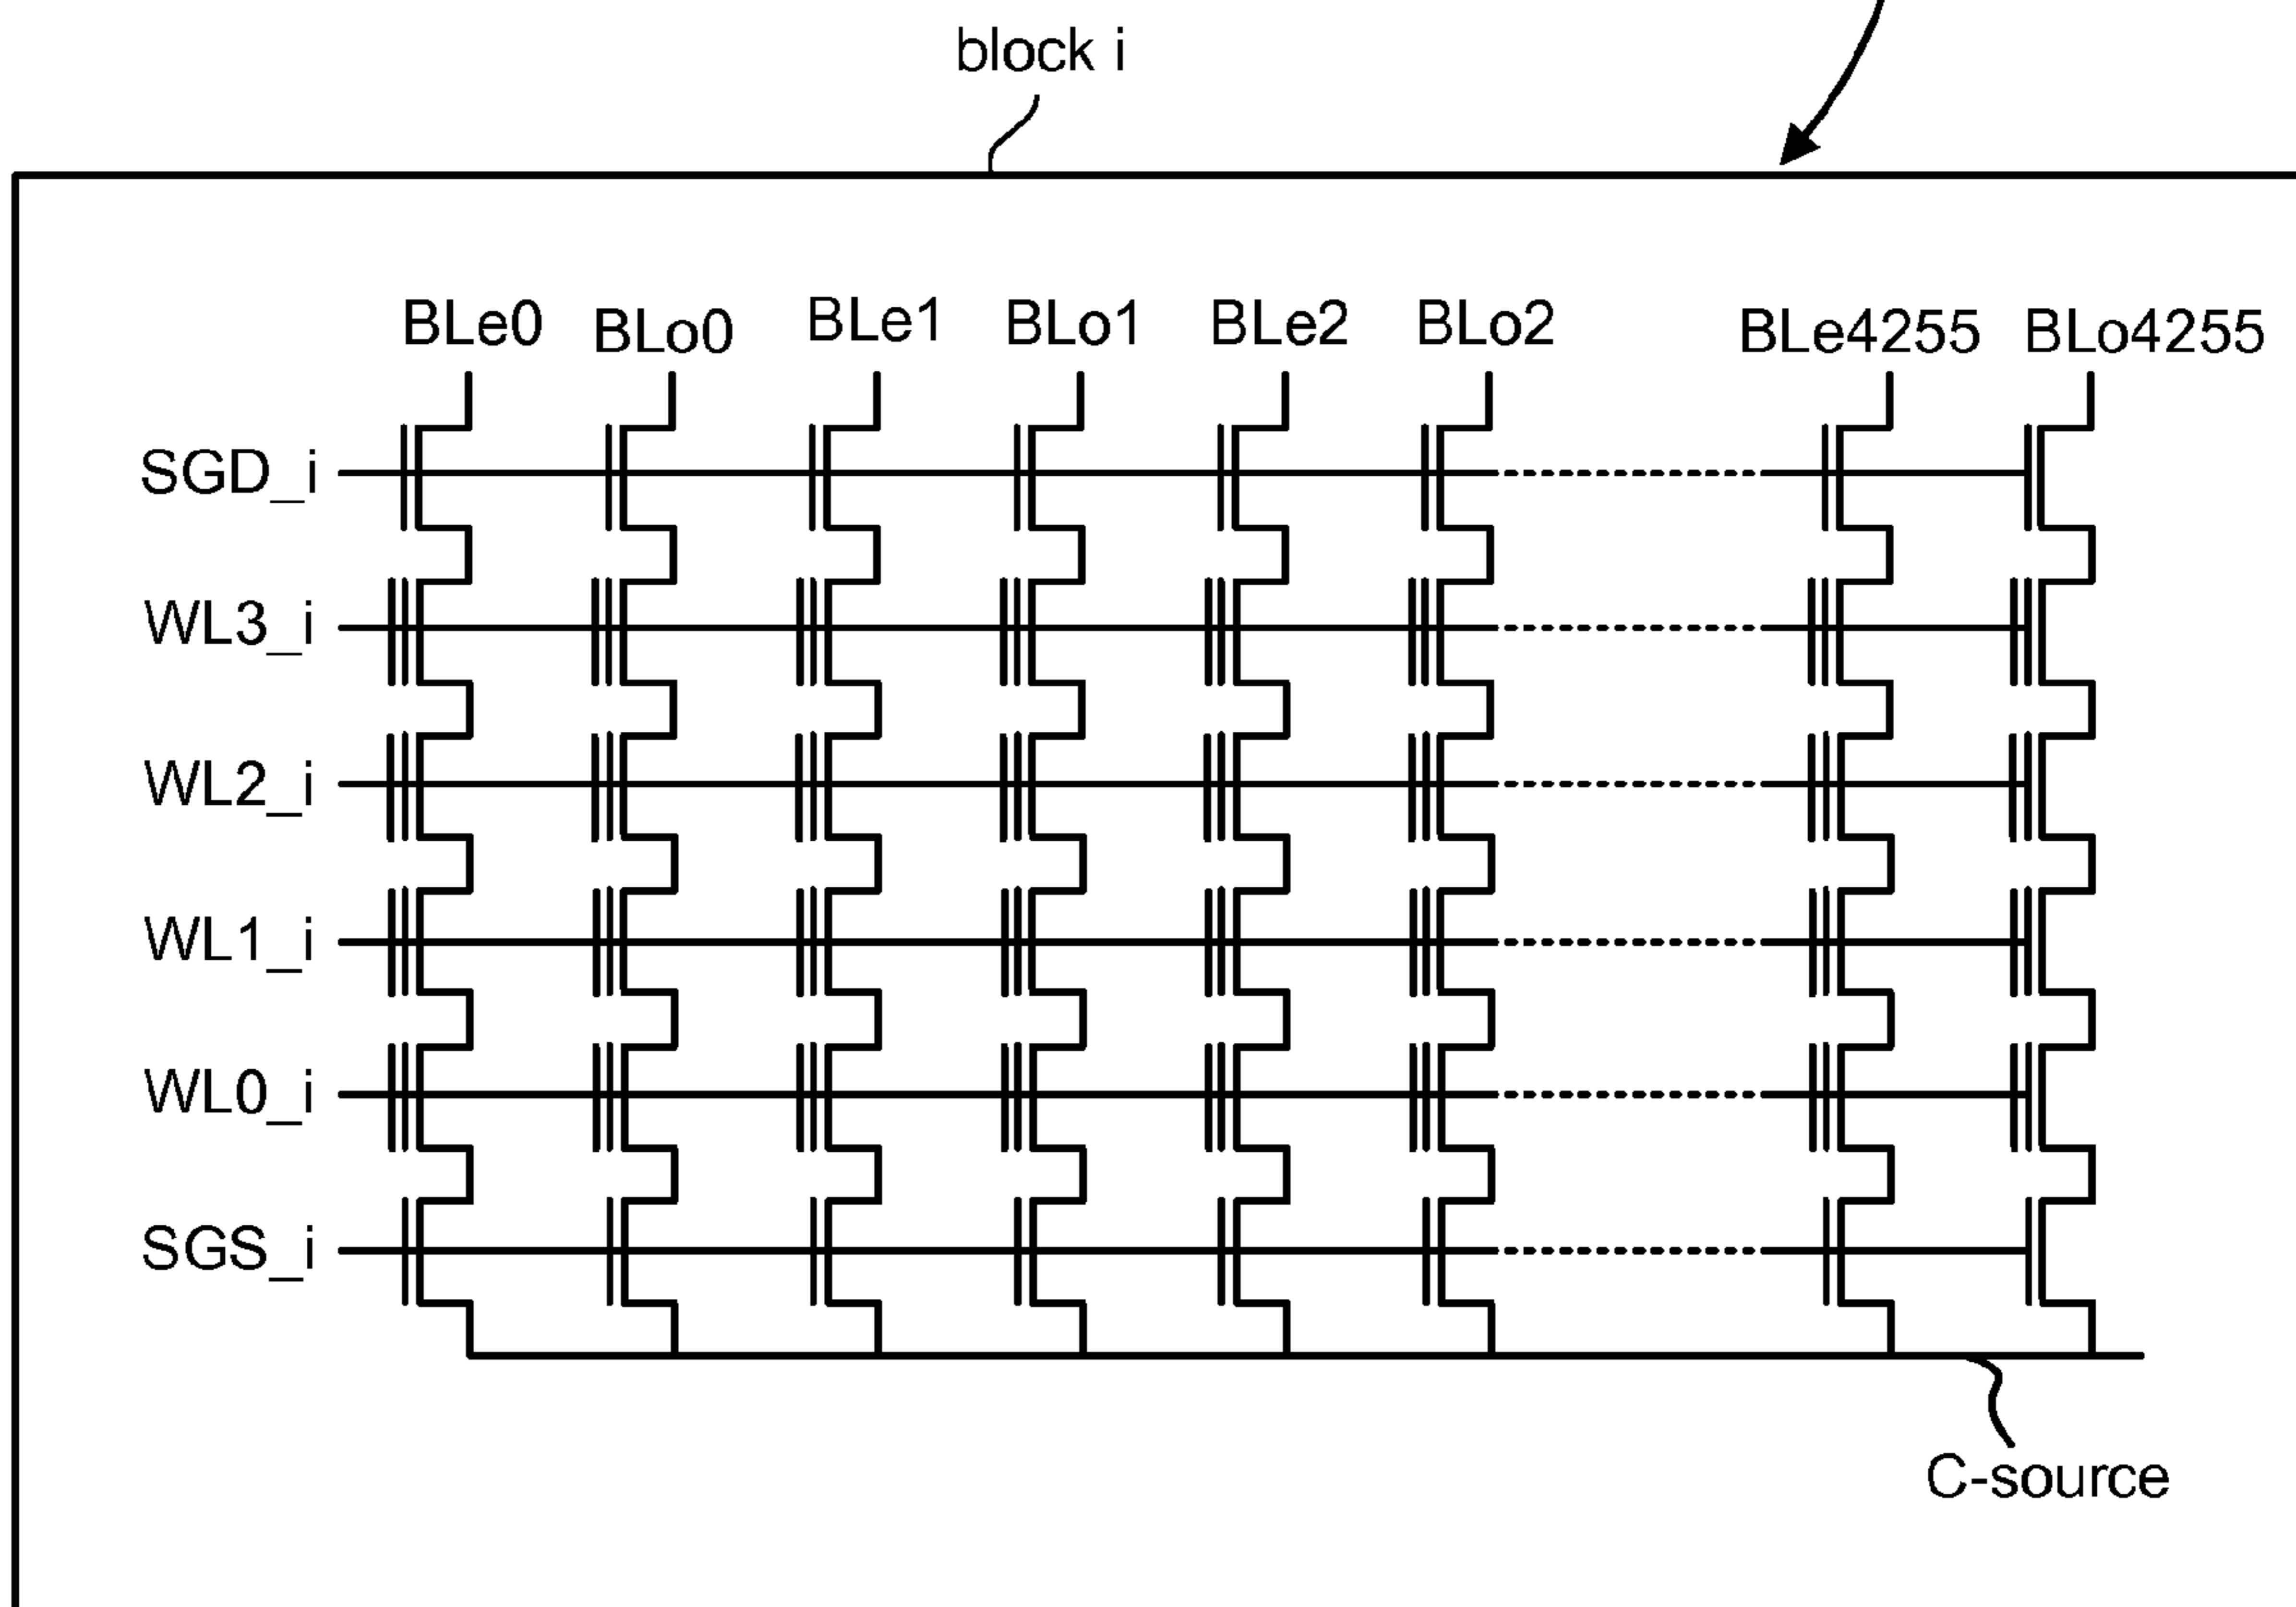 block i
BLe0 BLo0 BLe1 BLo1 BLe2 BLo2 BLe4255 BLo4255
SGD_i
WL3_i
WL2_i
WL1_i
WL0_i
SGS_i
C-source